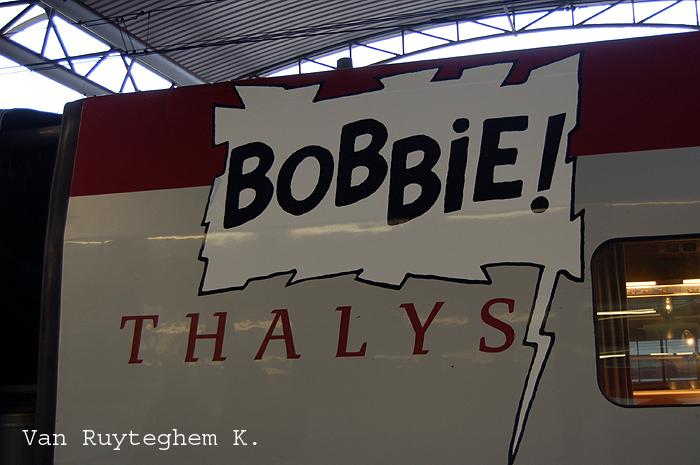 BOBBiE!
THALYS
Van Ruyteghem K.